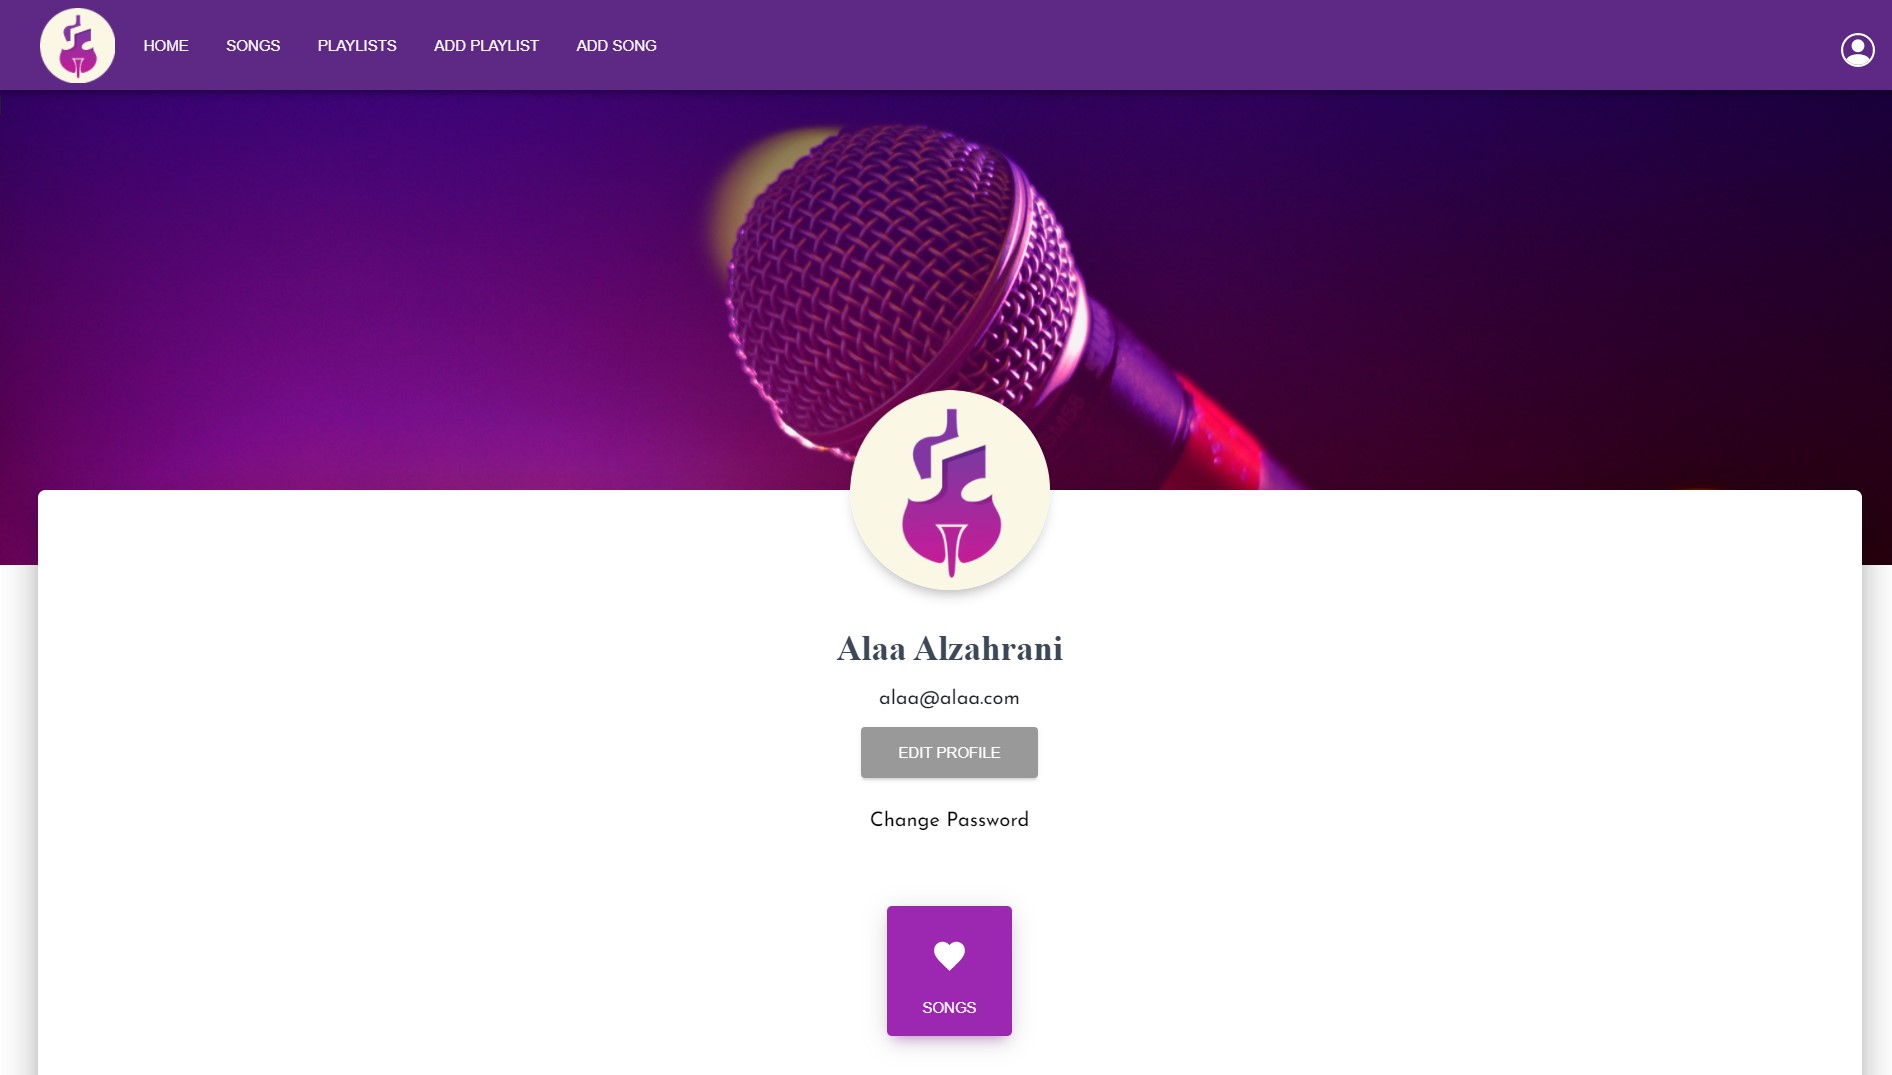 HOME SONGS PLAYLISTS ADD PLAYLIST ADD SONG
Alaa Alzahrani
alaa@alaa.com
EDIT PROFILE
Change Password
SONGS